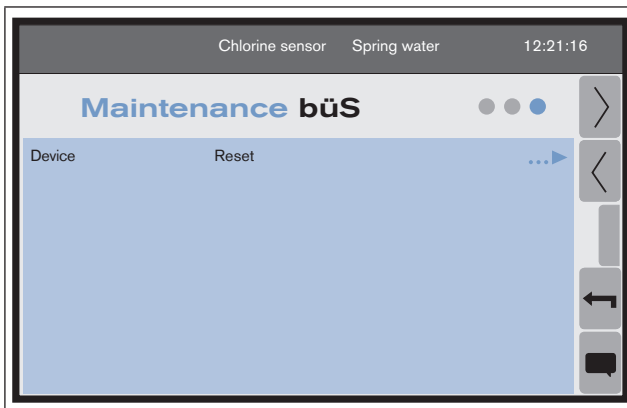 Chlorine sensor Spring water 12:21:16
Maintenance büS
Device Reset ...